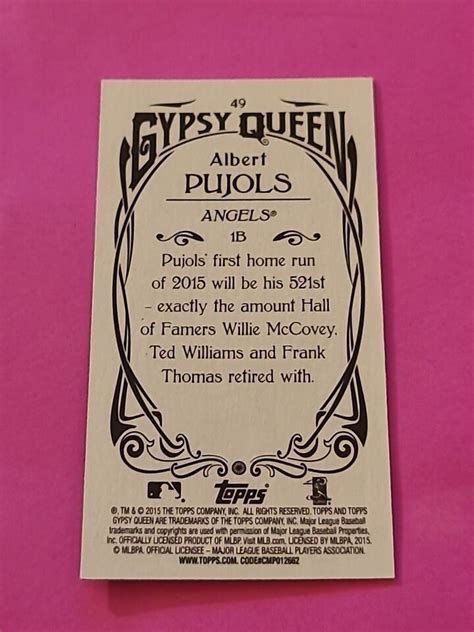 49
GYPSY QUEEN®
Albert
PUJOLS
ANGELS®
1B
Pujols' first home run
of 2015 will be his 521st
– exactly the amount Hall
of Famers Willie McCovey,
Ted Williams and Frank
Thomas retired with.
topps
®, TM & © 2015 THE TOPPS COMPANY, INC. ALL RIGHTS RESERVED. TOPPS AND TOPPS
GYPSY QUEEN ARE TRADEMARKS OF THE TOPPS COMPANY, INC. Major League Baseball
trademarks and copyrights are used with permission of Major League Baseball Properties,
Inc. OFFICIALLY LICENSED PRODUCT OF MLBP. Visit MLB.com. LICENSED BY MLBPA, 2015.
© MLBPA. OFFICIAL LICENSEE – MAJOR LEAGUE BASEBALL PLAYERS ASSOCIATION.
WWW.TOPPS.COM. CODE#CMP012662